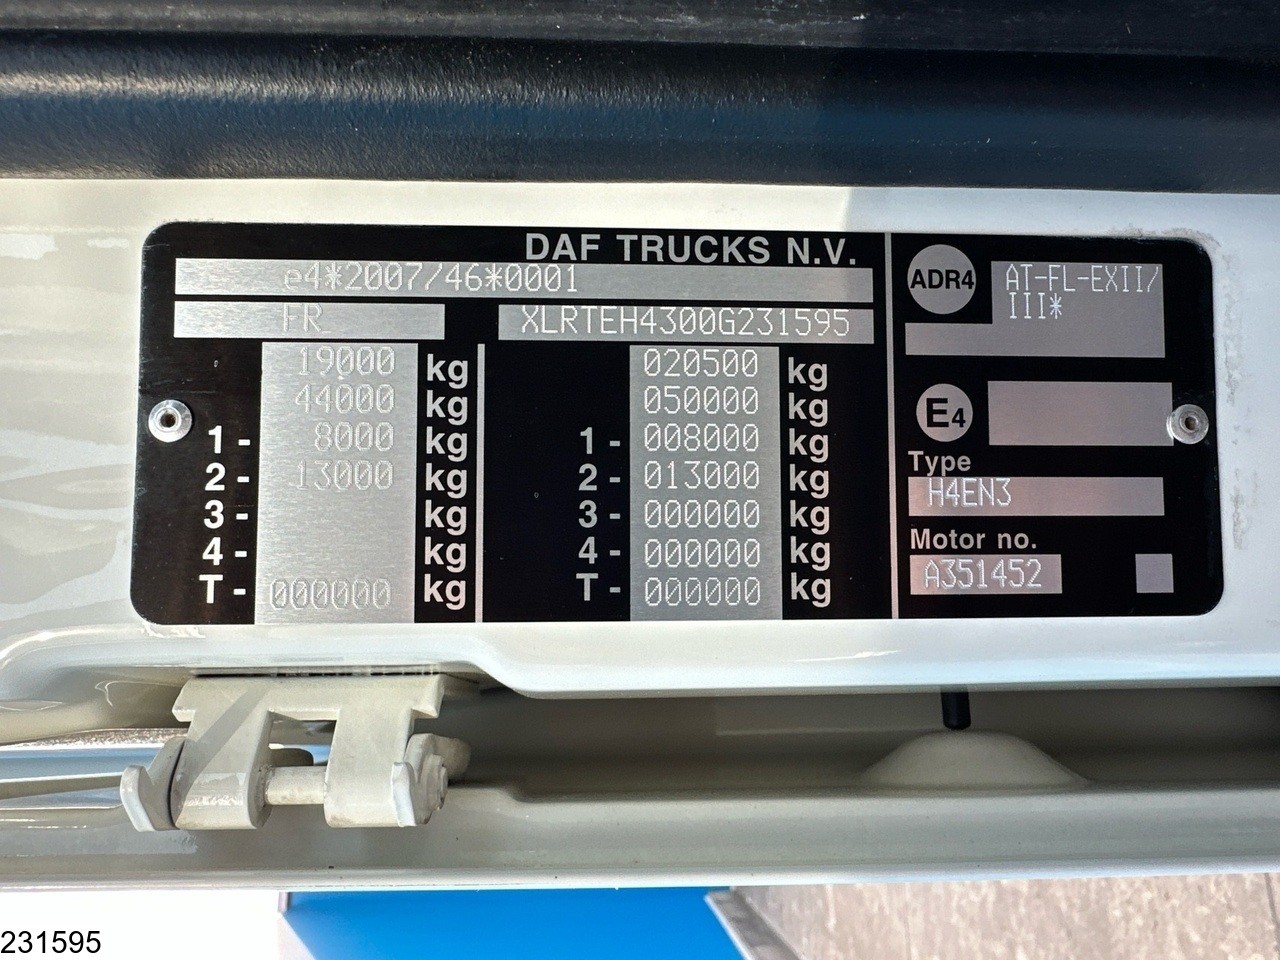 DAF TRUCKS N.V.
e4*2007/46*0001
FR XLRTEH4300G231595
19000 kg 020500 kg
44000 kg 050000 kg
1- 8000 kg 1- 008000 kg
2- 13000 kg 2- 013000 kg
3- kg 3- 000000 kg
4- kg 4- 000000 kg
T- 000000 kg T- 000000 kg
ADR4 AT-FL-EXII/
III*
E4
Type
H4EN3
Motor no.
A351452
231595